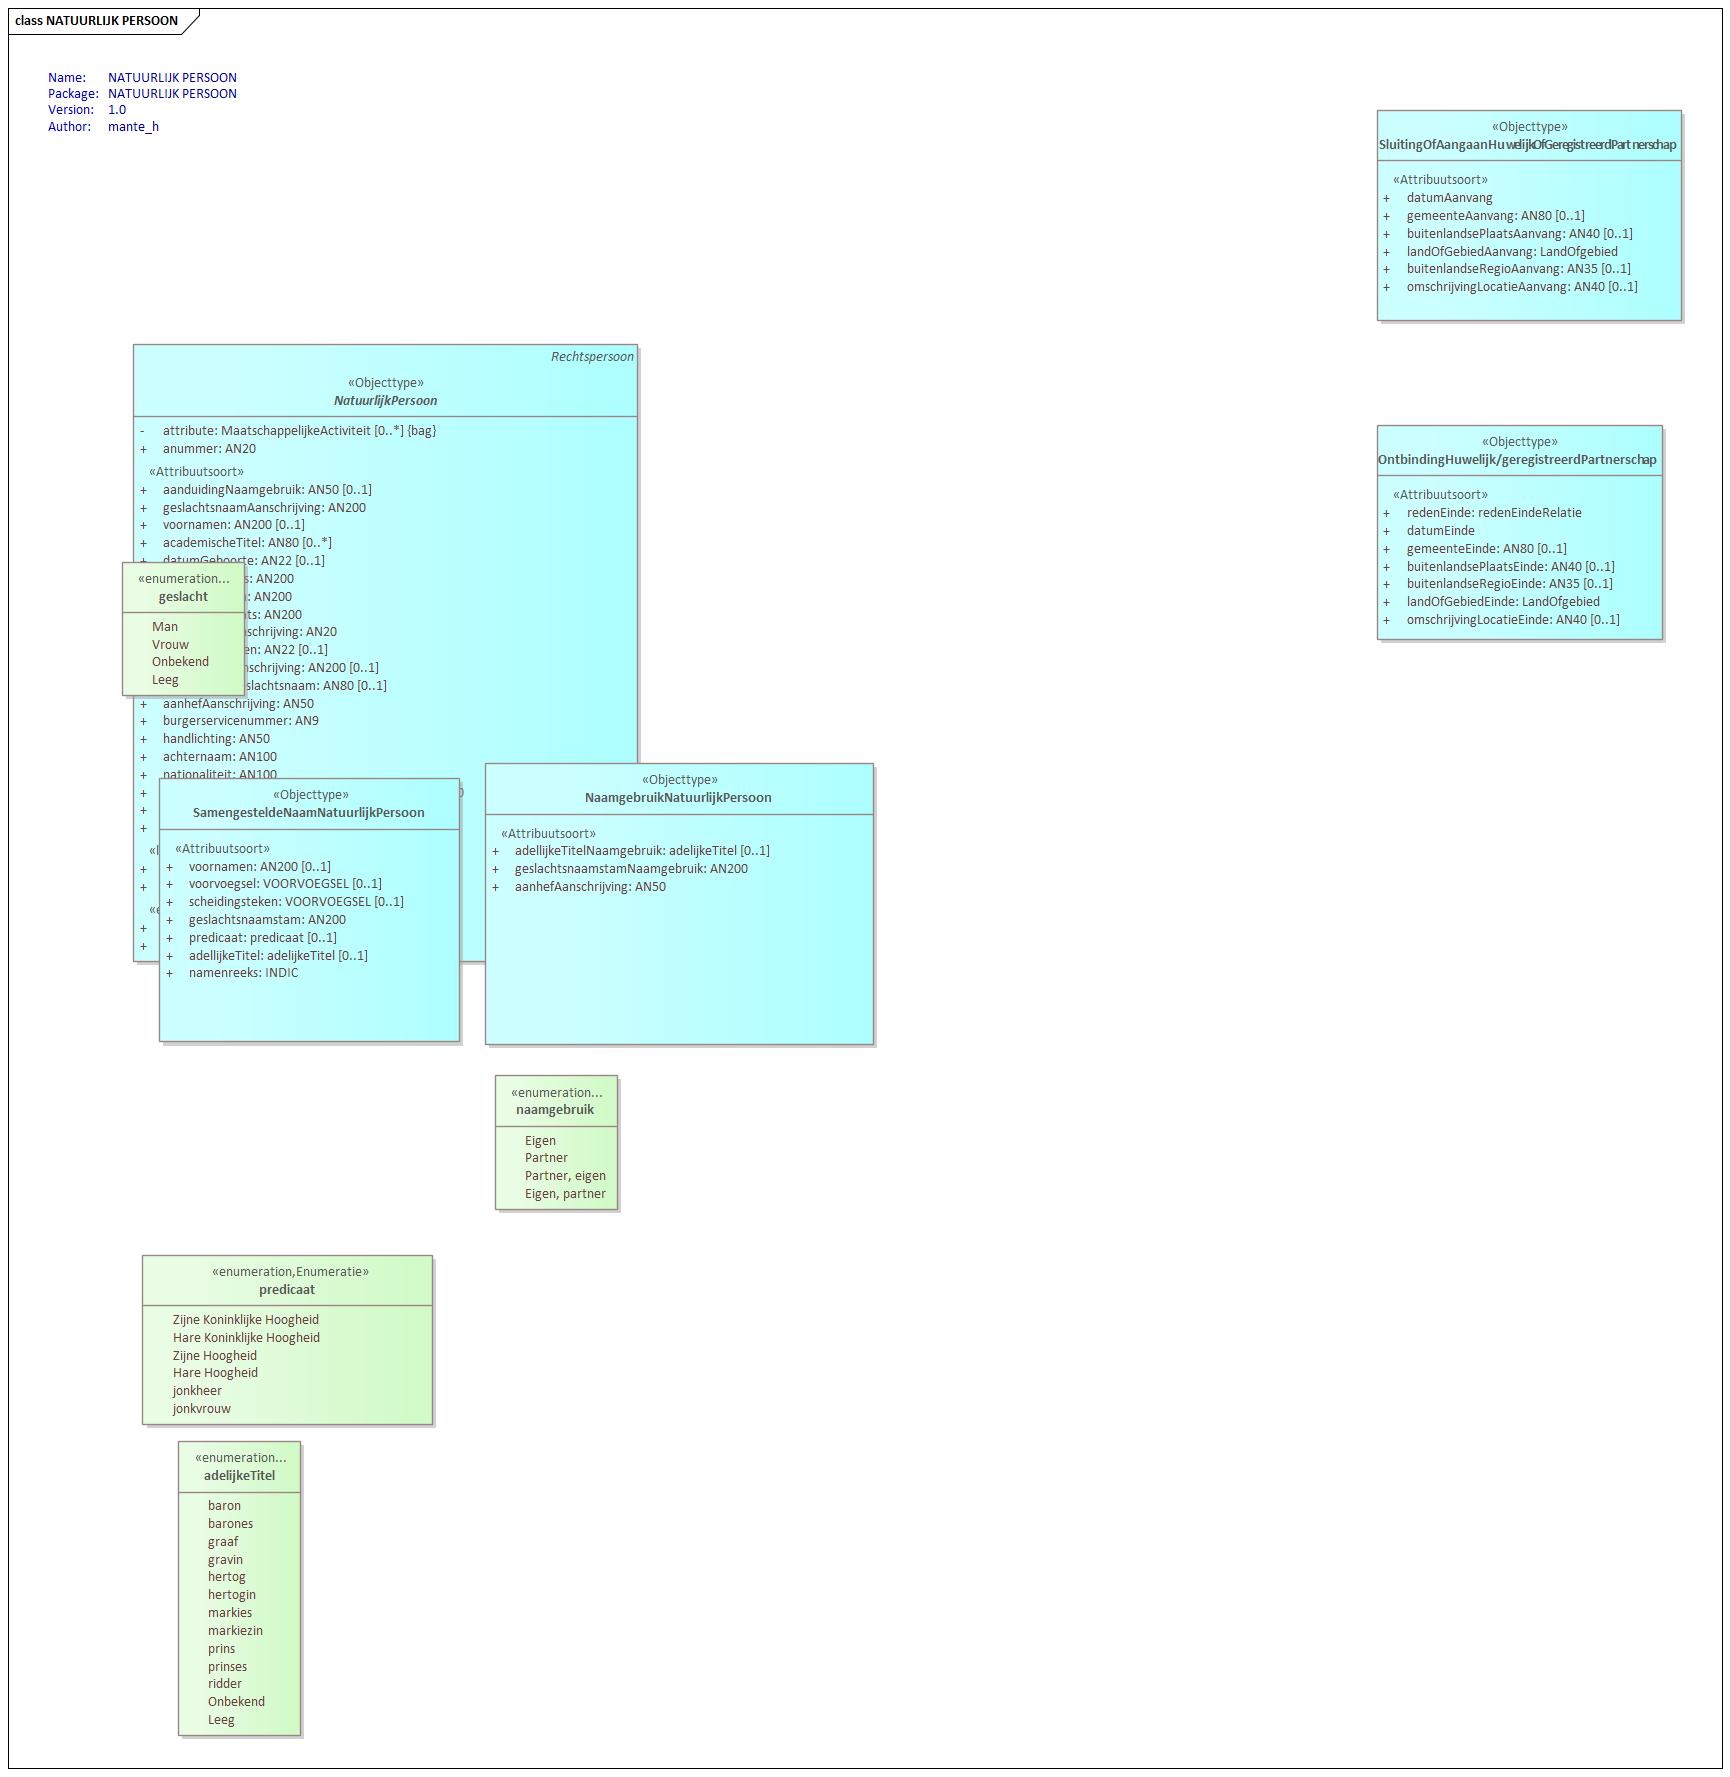 class NATUURLIJK PERSOON
Name: NATUURLIJK PERSOON
Package: NATUURLIJK PERSOON
Version: 1.0
Author: mante_h
«Objecttype»
SluitingOfAangaanHuwelijkOfGeregistreerdPartnerschap
«Attribuutsoort»
+ datumAanvang
+ gemeenteAanvang: AN80 [0..1]
+ buitenlandsePlaatsAanvang: AN40 [0..1]
+ landOfGebiedAanvang: LandOfgebied
+ buitenlandseRegioAanvang: AN35 [0..1]
+ omschrijvingLocatieAanvang: AN40 [0..1]
Rechtspersoon
«Objecttype»
NatuurlijkPersoon
- attribute: MaatschappelijkeActiviteit [0..*] {bag}
+ anummer: AN20
«Attribuutsoort»
+ aanduidingNaamgebruik: AN50 [0..1]
+ geslachtsnaamAanschrijving: AN200
+ voornamen: AN200 [0..1]
+ academischeTitel: AN80 [0..*]
+ datumGeboorte: AN22 [0..1]
s: AN200
: AN200
ts: AN200
schrijving: AN20
en: AN22 [0..1]
schrijving: AN200 [0..1]
slachtsnaam: AN80 [0..1]
+ aanhefAanschrijving: AN50
+ burgerservicenummer: AN9
+ handlichting: AN50
+ achternaam: AN100
+ nationaliteit: AN100
+
+
+
+
+
+
+
«enumeration...
geslacht
Man
Vrouw
Onbekend
Leeg
«Objecttype»
OntbindingHuwelijk/geregistreerdPartnerschap
«Attribuutsoort»
+ redenEinde: redenEindeRelatie
+ datumEinde
+ gemeenteEinde: AN80 [0..1]
+ buitenlandsePlaatsEinde: AN40 [0..1]
+ buitenlandseRegioEinde: AN35 [0..1]
+ landOfGebiedEinde: LandOfgebied
+ omschrijvingLocatieEinde: AN40 [0..1]
«Objecttype»
SamengesteldeNaamNatuurlijkPersoon
«Attribuutsoort»
+ voornamen: AN200 [0..1]
+ voorvoegsel: VOORVOEGSEL [0..1]
+ scheidingsteken: VOORVOEGSEL [0..1]
+ geslachtsnaamstam: AN200
+ predicaat: predicaat [0..1]
+ adellijkeTitel: adelijkeTitel [0..1]
+ namenreeks: INDIC
«Objecttype»
NaamgebruikNatuurlijkPersoon
«Attribuutsoort»
+ adellijkeTitelNaamgebruik: adelijkeTitel [0..1]
+ geslachtsnaamstamNaamgebruik: AN200
+ aanhefAanschrijving: AN50
«enumeration...
naamgebruik
Eigen
Partner
Partner, eigen
Eigen, partner
«enumeration,Enumeratie»
predicaat
Zijne Koninklijke Hoogheid
Hare Koninklijke Hoogheid
Zijne Hoogheid
Hare Hoogheid
jonkheer
jonkvrouw
«enumeration...
adelijkeTitel
baron
barones
graaf
gravin
hertog
hertogin
markies
markiezin
prins
prinses
ridder
Onbekend
Leeg